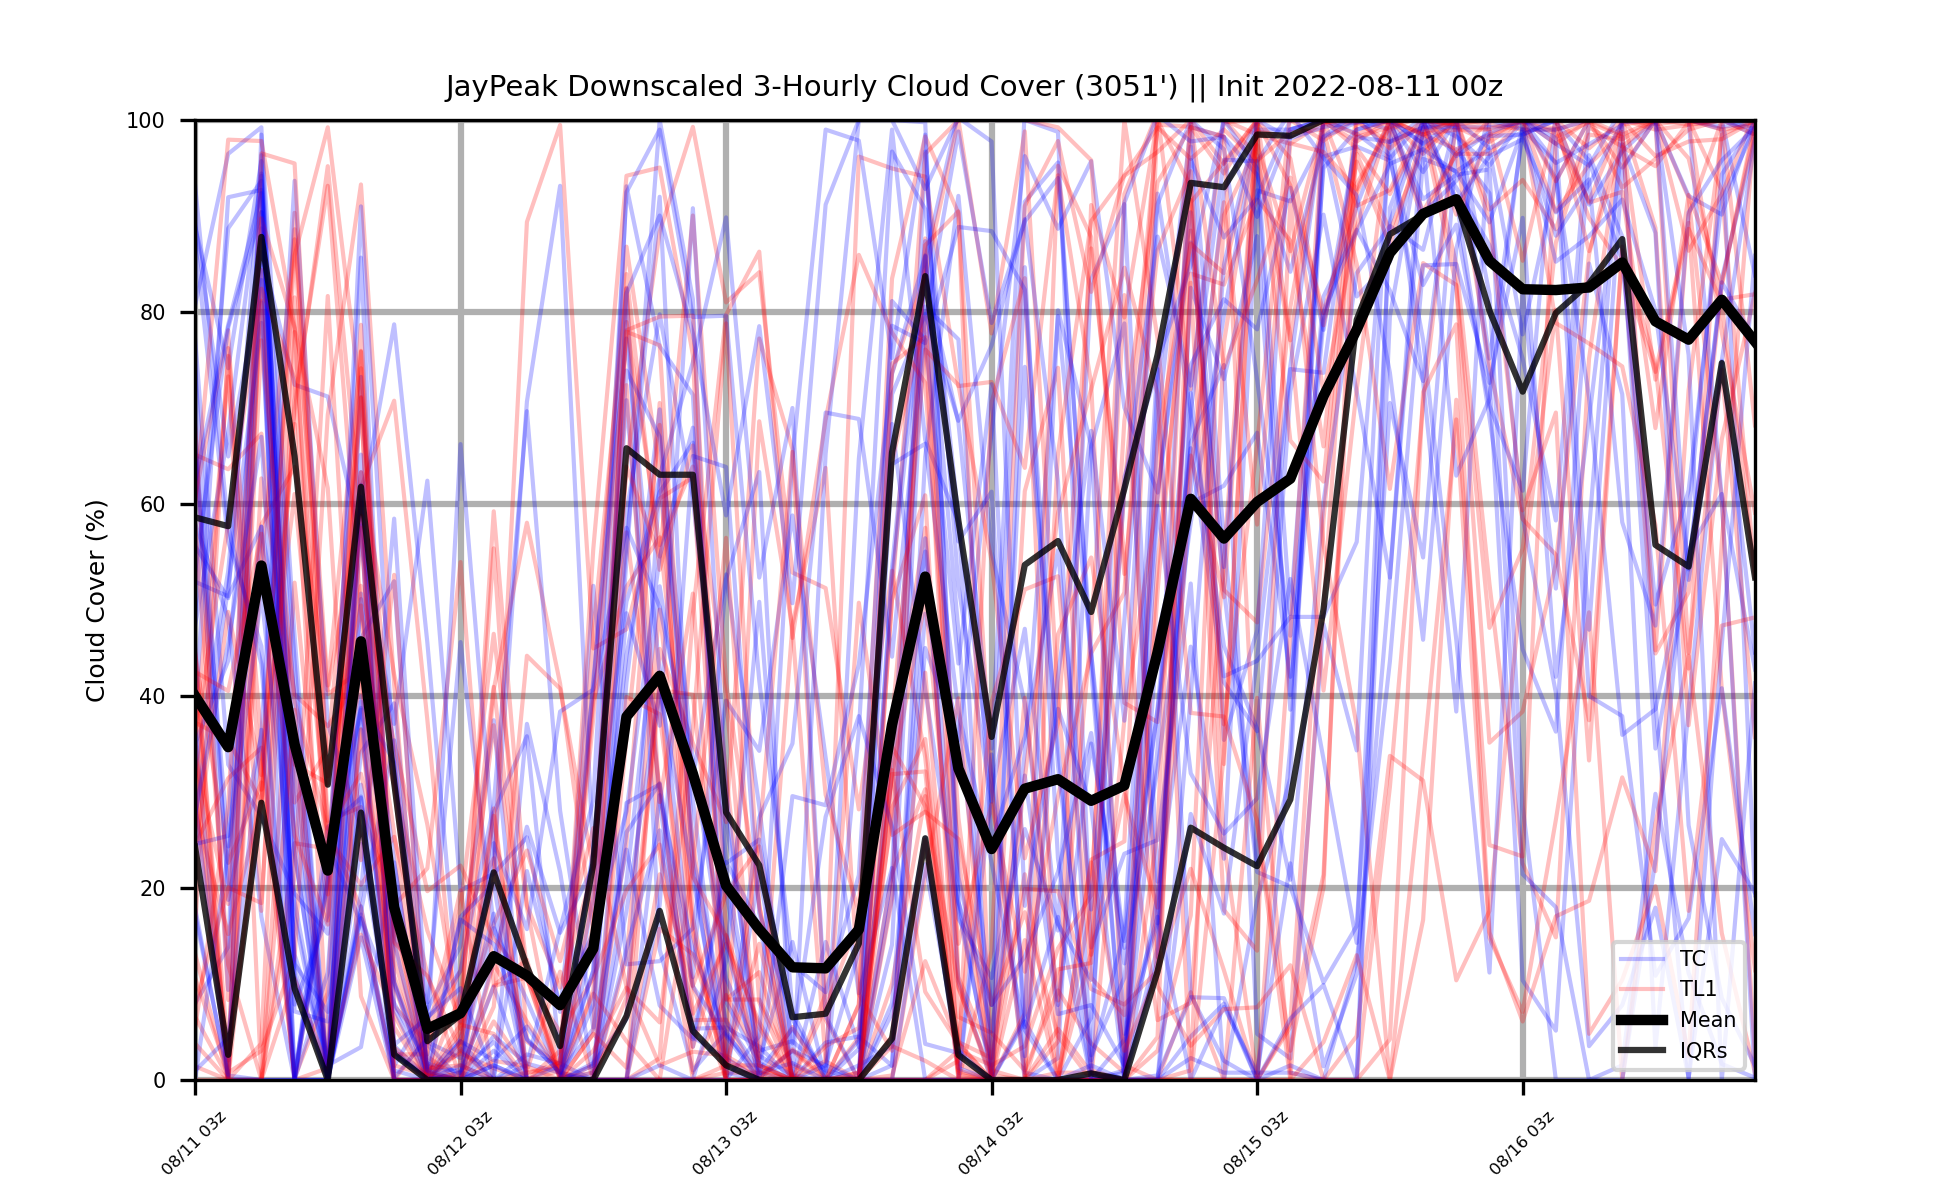 JayPeak Downscaled 3-Hourly Cloud Cover (3051') || Init 2022-08-11 00z
Cloud Cover (%)
100
80
60
40
20
0
TC
TL1
Mean
IQRs
08/11 03z
08/12 03z
08/13 03z
08/14 03z
08/15 03z
08/16 03z